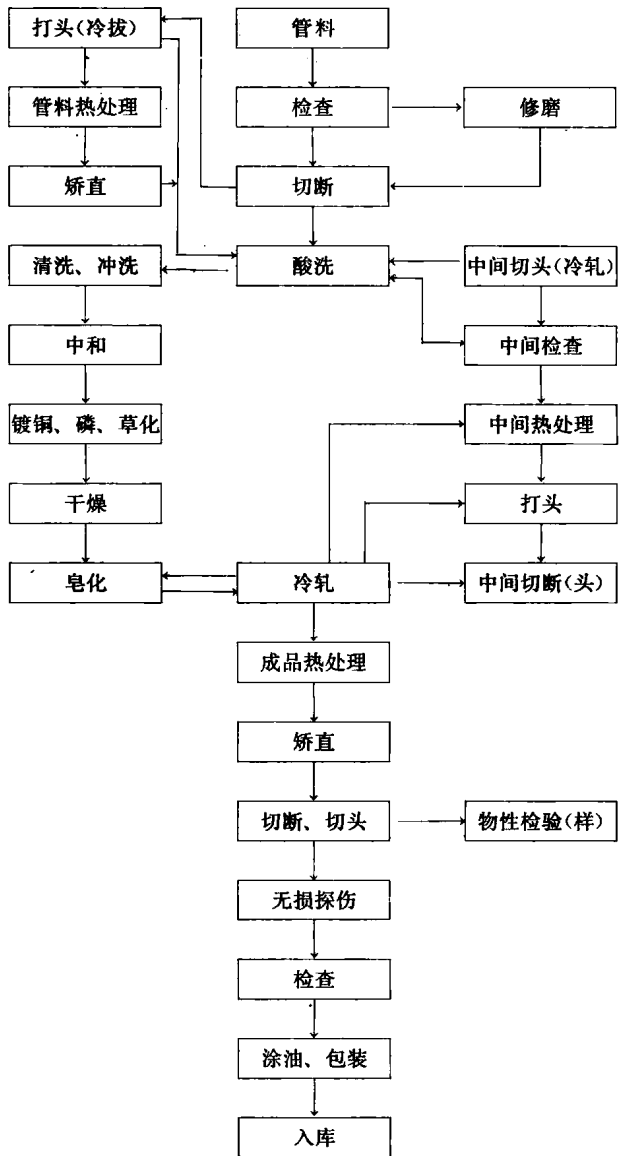 打头(冷拔)
管料
管料热处理
检查
修磨
矫直
切断
清洗、冲洗
酸洗
中间切头(冷轧)
中和
中间检查
镀铜、磷、草化
中间热处理
干燥
打头
皂化
冷轧
中间切断(头)
成品热处理
矫直
切断、切头
物性检验(样)
无损探伤
检查
涂油、包装
入库